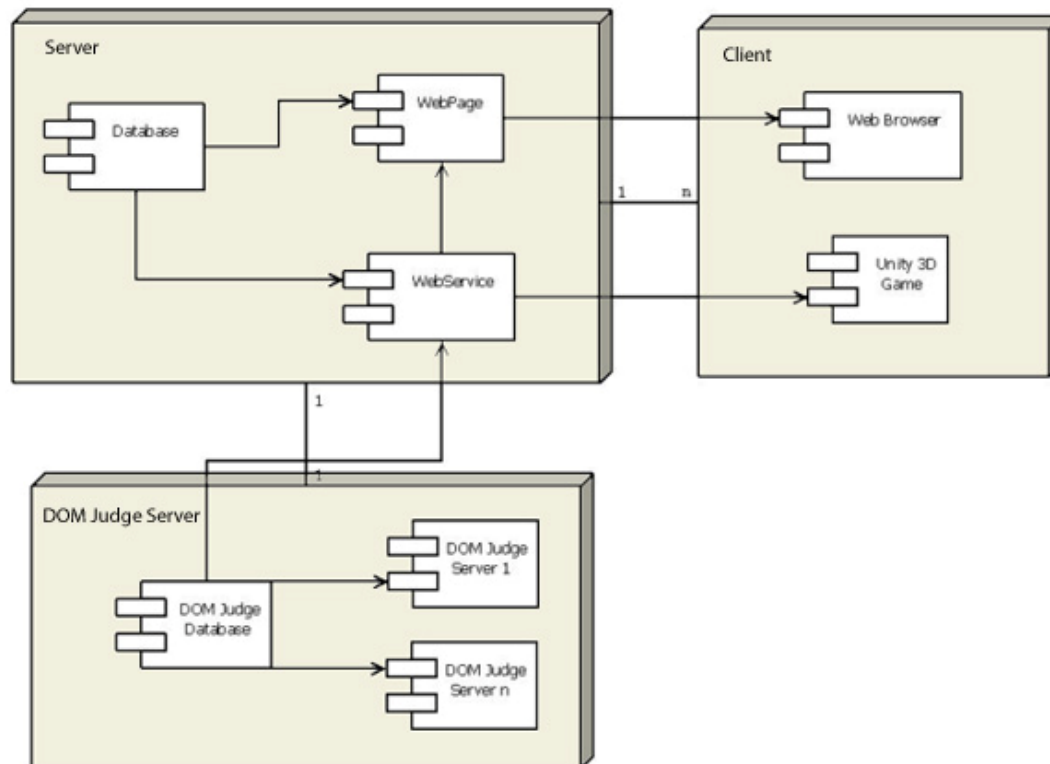 Server
Database
WebPage
WebService
Client
Web Browser
Unity 3D
Game
1
n
1
1
DOM Judge Server
DOM Judge
Database
DOM Judge
Server 1
DOM Judge
Server n